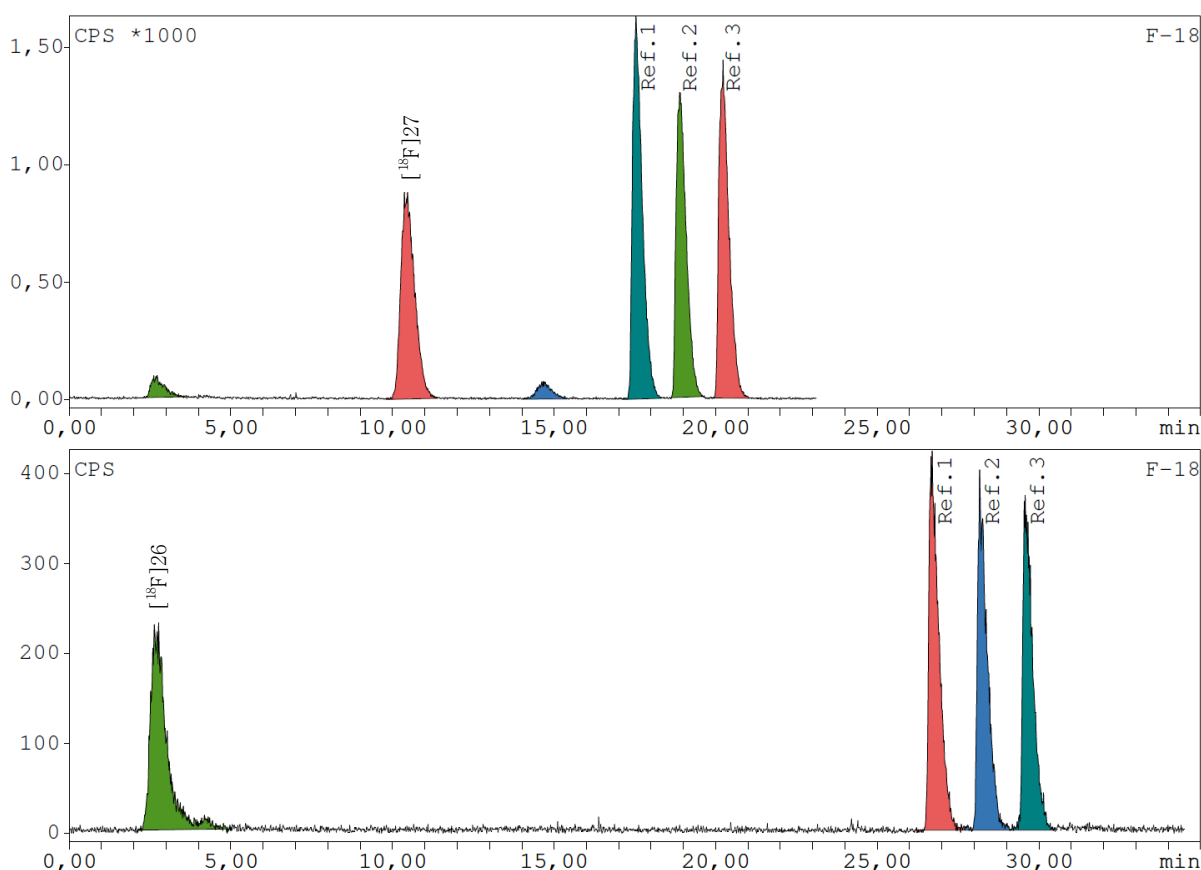 CPS *1000
F-18
1,50
1,00
0,50
0,00
[¹⁸F]27
Ref.1
Ref.2
Ref.3
0,00 5,00 10,00 15,00 20,00 25,00 30,00 min
CPS
F-18
400
300
200
100
0
[¹⁸F]26
Ref.1
Ref.2
Ref.3
0,00 5,00 10,00 15,00 20,00 25,00 30,00 min